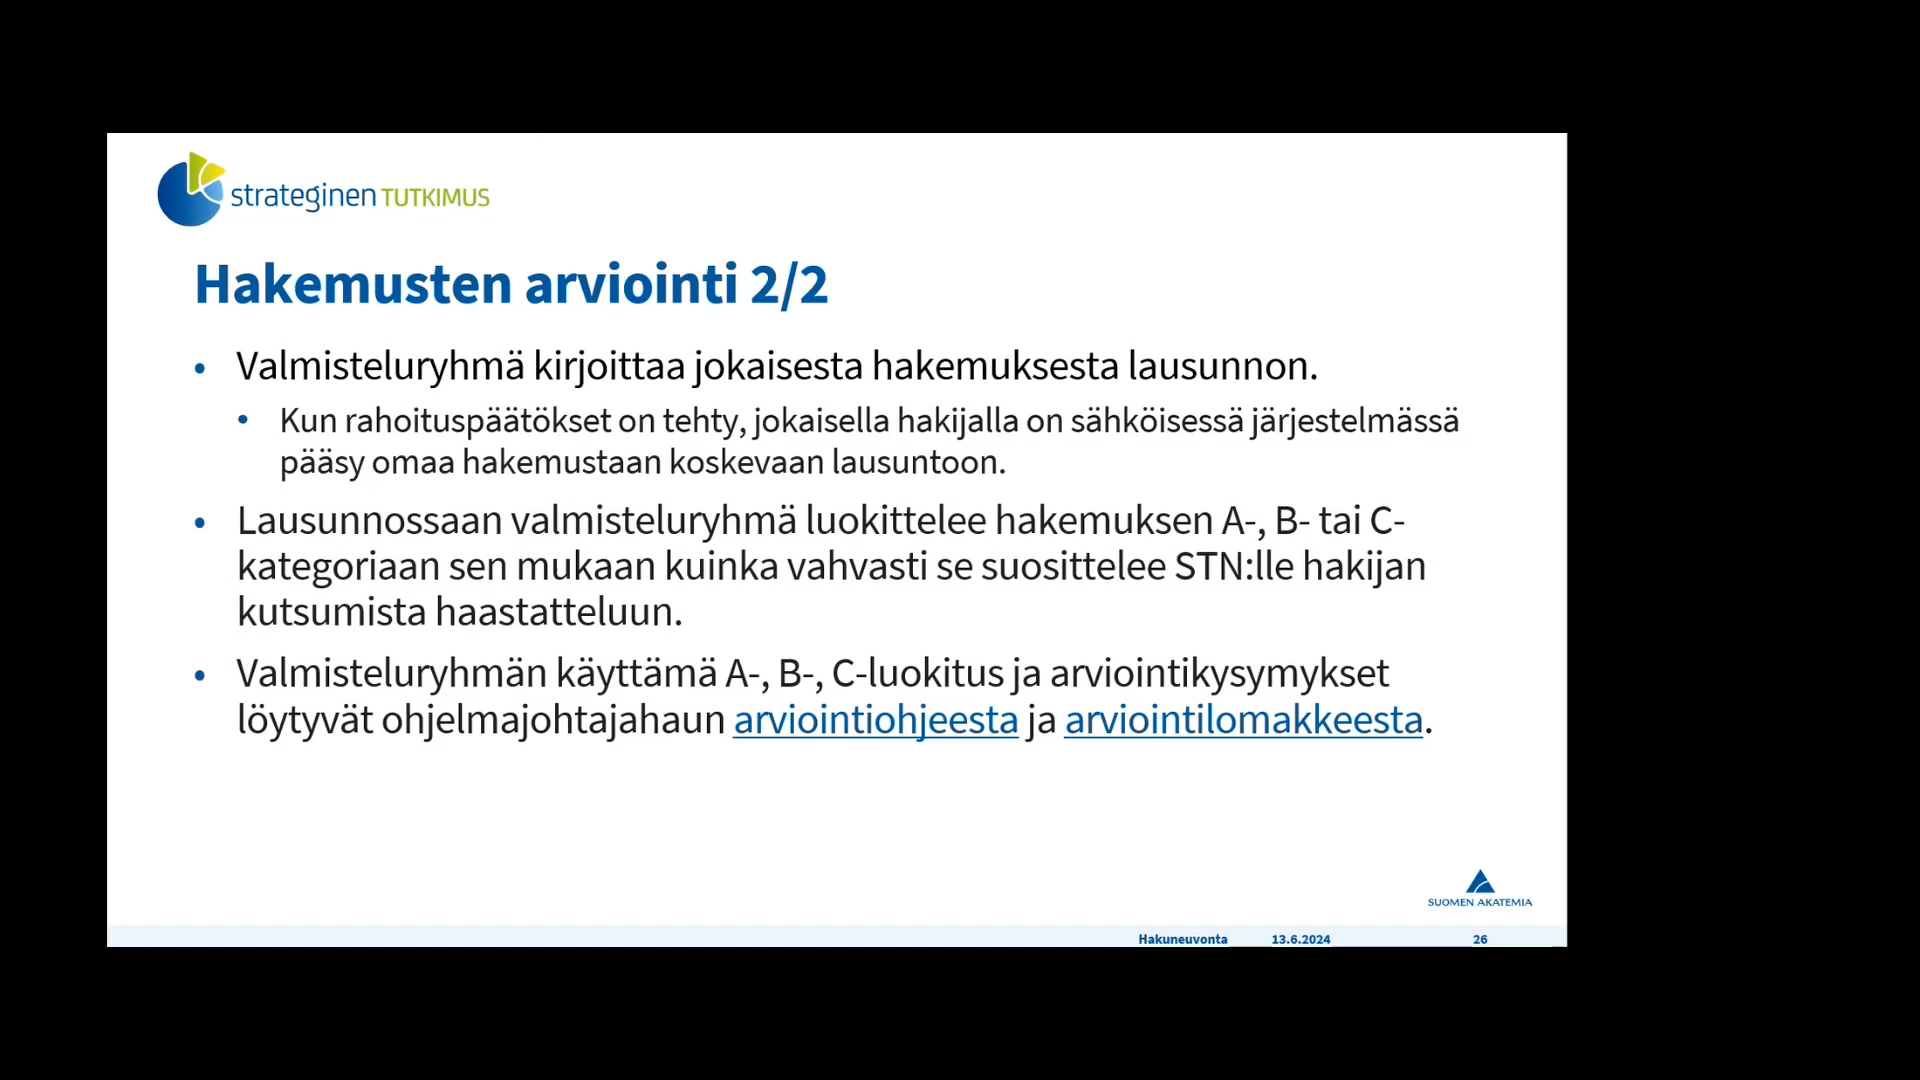 strateginen TUTKIMUS
Hakemusten arviointi 2/2
• Valmisteluryhmä kirjoittaa jokaisesta hakemuksesta lausunnon.
• Kun rahoituspäätökset on tehty, jokaisella hakijalla on sähköisessä järjestelmässä
pääsy omaa hakemustaan koskevaan lausuntoon.
• Lausunnossaan valmisteluryhmä luokittelee hakemuksen A-, B- tai C-
kategoriaan sen mukaan kuinka vahvasti se suosittelee STN:lle hakijan
kutsumista haastatteluun.
• Valmisteluryhmän käyttämä A-, B-, C-luokitus ja arviointikysymykset
löytyvät ohjelmajohtajahaun arviointiohjeesta ja arviointilomakkeesta.
SUOMEN AKATEMIA
Hakuneuvonta 13.6.2024 26